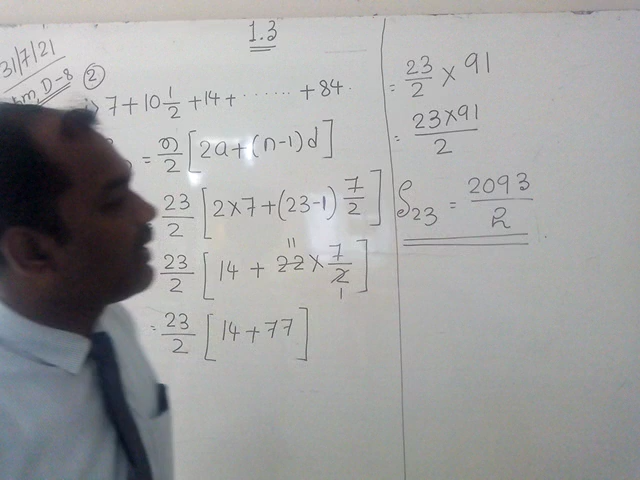 1.3
31/7/21
D-8
②
i> 7 + 10 1/2 + 14 + ....... + 84.
= n/2 [2a + (n-1) d]
23/2 [2×7 + (23-1) 7/2]
11
23/2 [14 + 22 × 7/2]
1
= 23/2 [14 + 77]
= 23/2 × 91
= 23×91/2
S23 = 2093/2